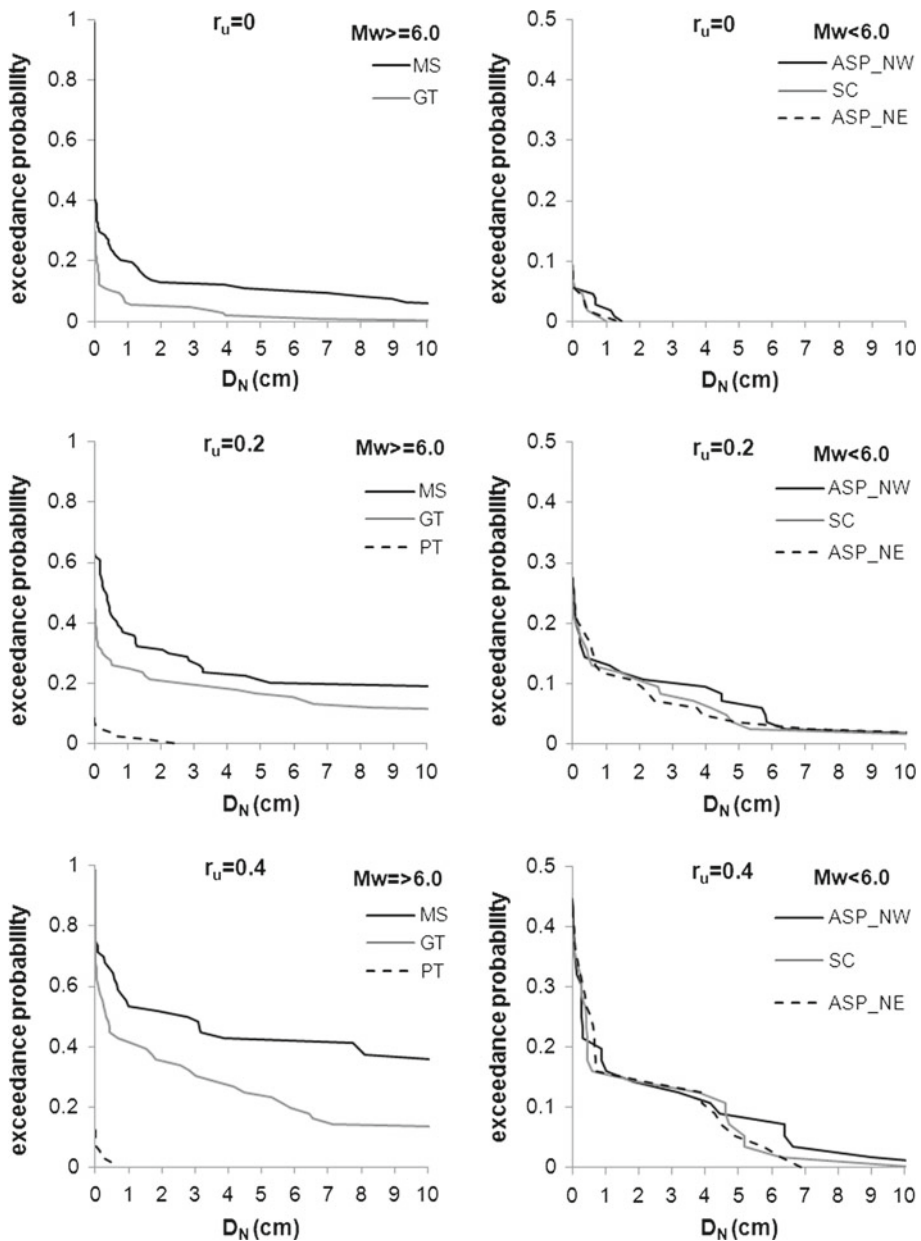 r_u=0
Mw>=6.0
MS
GT
exceedance probability
1
0.8
0.6
0.4
0.2
0
0 1 2 3 4 5 6 7 8 9 10
D_N (cm)
r_u=0
Mw<6.0
ASP_NW
SC
ASP_NE
exceedance probability
0.5
0.4
0.3
0.2
0.1
0
0 1 2 3 4 5 6 7 8 9 10
D_N (cm)
r_u=0.2
Mw>=6.0
MS
GT
PT
exceedance probability
1
0.8
0.6
0.4
0.2
0
0 1 2 3 4 5 6 7 8 9 10
D_N (cm)
r_u=0.2
Mw<6.0
ASP_NW
SC
ASP_NE
exceedance probability
0.5
0.4
0.3
0.2
0.1
0
0 1 2 3 4 5 6 7 8 9 10
D_N (cm)
r_u=0.4
Mw=>6.0
MS
GT
PT
exceedance probability
1
0.8
0.6
0.4
0.2
0
0 1 2 3 4 5 6 7 8 9 10
D_N (cm)
r_u=0.4
Mw<6.0
ASP_NW
SC
ASP_NE
exceedance probability
0.5
0.4
0.3
0.2
0.1
0
0 1 2 3 4 5 6 7 8 9 10
D_N (cm)